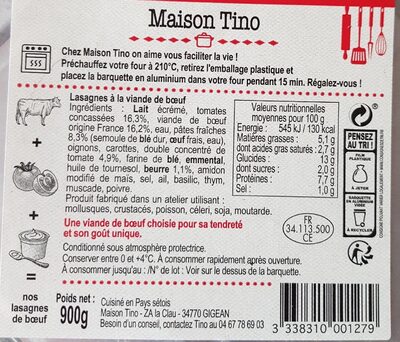 Maison Tino
Chez Maison Tino on aime vous faciliter la vie !
Préchauffez votre four à 210°C, retirez l'emballage plastique et
placez la barquette en aluminium dans votre four pendant 15 min. Régalez-vous !
Lasagnes à la viande de bœuf
Ingrédients : Lait écrémé, tomates
concassées 16,3%, viande de bœuf
origine France 16,2%, eau, pâtes fraîches
8,3% (semoule de blé dur, œuf frais, eau),
oignons, carottes, double concentré de
tomate 4,9%, farine de blé, emmental,
huile de tournesol, beurre 1,1%, amidon
modifié de maïs, sel, ail, basilic, thym,
muscade, poivre.
Produit fabriqué dans un atelier utilisant :
mollusques, crustacés, poisson, céleri, soja, moutarde.
Une viande de bœuf choisie pour sa tendreté
et son goût unique.
Conditionné sous atmosphère protectrice.
Conserver entre 0 et +4°C. À consommer rapidement après ouverture.
À consommer jusqu'au : /N° de lot : Voir sur le dessus de la barquette.
Valeurs nutritionnelles
moyennes pour 100 g
Energie : 545 kJ / 130 kcal
Matières grasses : 5,1 g
dont acides gras saturés : 2,7 g
Glucides : 13 g
dont sucres : 2,0 g
Protéines : 7,7 g
Sel : 1,0 g
PENSEZ
AU TRI !
FILM
PLASTIQUE
À JETER
BARQUETTE
EN
ALUMINIUM
À RECYCLER
FR
34.113.500
CE
+
+
=
nos
lasagnes
de bœuf
Poids net :
900g
Cuisiné en Pays sétois
Maison Tino - ZA la Clau - 34770 GIGEAN
Besoin d'un conseil, contactez Tino au 04 67 78 69 03
3 338310 001279